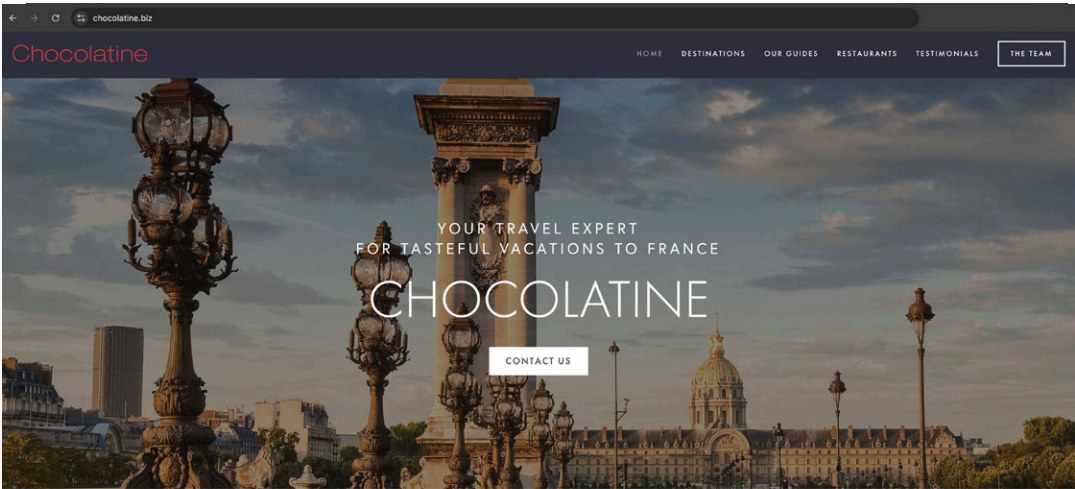 chocolatine.biz
Chocolatine
HOME DESTINATIONS OUR GUIDES RESTAURANTS TESTIMONIALS THE TEAM
YOUR TRAVEL EXPERT
FOR TASTEFUL VACATIONS TO FRANCE
CHOCOLATINE
CONTACT US